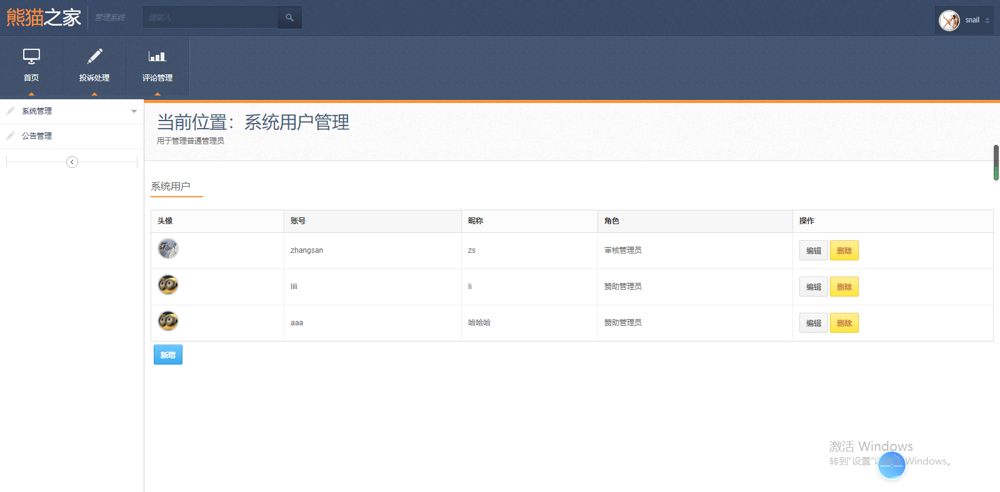 熊猫之家 管理系统 请输入 snail
首页 投诉处理 评论管理
系统管理
公告管理
当前位置：系统用户管理
用于管理普通管理员
系统用户
头像 账号 昵称 角色 操作
zhangsan zs 审核管理员 编辑 删除
lili li 赞助管理员 编辑 删除
aaa 哈哈哈 赞助管理员 编辑 删除
新增
激活 Windows
转到"设置"以 Windows。
--:--